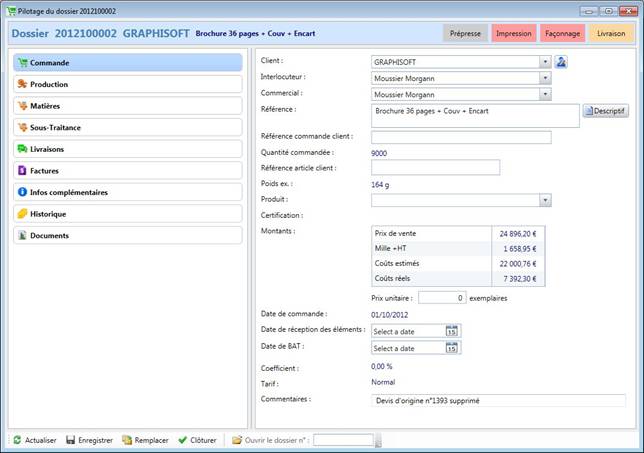 Pilotage du dossier 2012100002
Dossier 2012100002 GRAPHISOFT Brochure 36 pages + Couv + Encart
Prépresse Impression Façonnage Livraison
Commande
Production
Matières
Sous-Traitance
Livraisons
Factures
Infos complémentaires
Historique
Documents
Client : GRAPHISOFT
Interlocuteur : Moussier Morgann
Commercial : Moussier Morgann
Référence : Brochure 36 pages + Couv + Encart Descriptif
Référence commande client :
Quantité commandée : 9000
Référence article client :
Poids ex. : 164 g
Produit :
Certification :
Montants :
Prix de vente 24 896,20 €
Mille +HT 1 658,95 €
Coûts estimés 22 000,76 €
Coûts réels 7 392,30 €
Prix unitaire : 0 exemplaires
Date de commande : 01/10/2012
Date de réception des éléments : Select a date 15
Date de BAT : Select a date 15
Coefficient : 0,00 %
Tarif : Normal
Commentaires : Devis d'origine n°1393 supprimé
Actualiser Enregistrer Remplacer Clôturer Ouvrir le dossier n° :